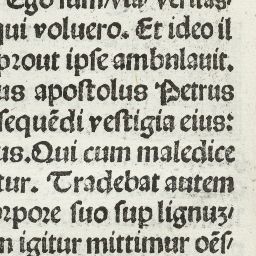 Ego sum/via/ veritas/
qui voluero. Et ideo il
prout ipse ambnlauit.
us apostolus Petrus
sequēdi vestigia eius:
us. Qui cum maledice
tur. Tradebat autem
rpore suo sup lignuȝ/
n igitur mittimur oēs/